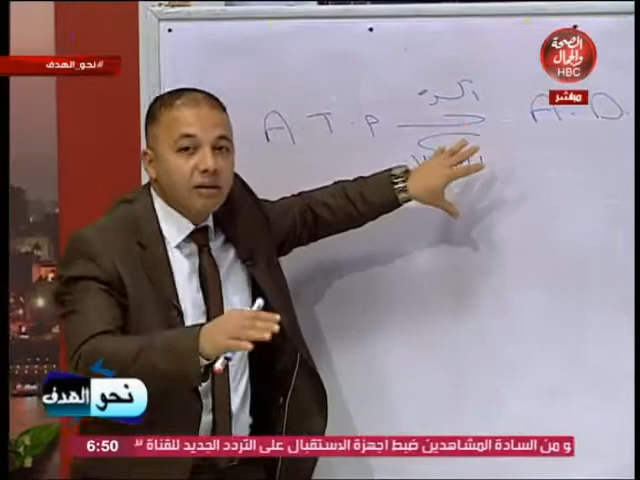 #نحو_الهدف
الصحة
والجمال
HBC
مباشر
A.T.P
A.D
نحو الهدف
6:50
و من السادة المشاهدين ضبط اجهزة الاستقبال على التردد الجديد للقناة